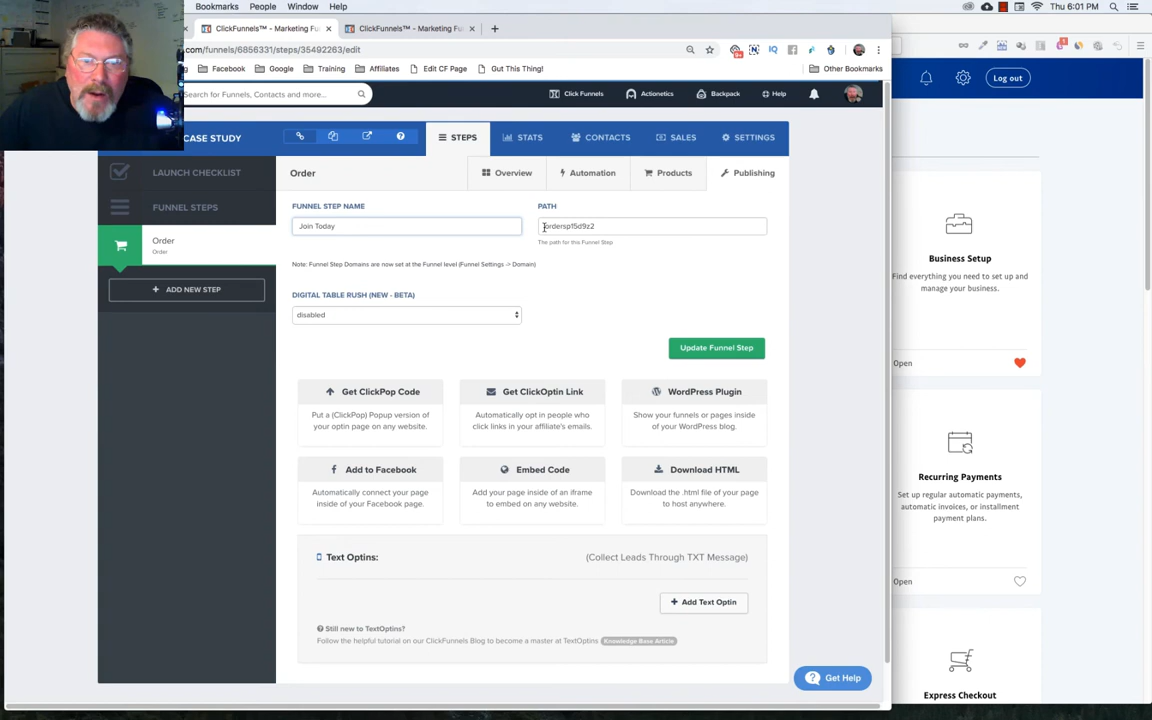 Bookmarks People Window Help
Thu 6:01 PM
ClickFunnels™ - Marketing Fu
ClickFunnels™ - Marketing Fu
com/funnels/6856331/steps/35492263/edit
Facebook Google Training Affiliates Edit CF Page Gut This Thing! Other Bookmarks
Search for Funnels, Contacts and more...
Click Funnels Actionetics Backpack Help
Log out
CASE STUDY
STEPS STATS CONTACTS SALES SETTINGS
LAUNCH CHECKLIST
FUNNEL STEPS
Order
Order
ADD NEW STEP
Order
Overview Automation Products Publishing
FUNNEL STEP NAME
Join Today
PATH
ordersp15d9z2
The path for this Funnel Step
Note: Funnel Step Domains are now set at the Funnel level (Funnel Settings -> Domain)
DIGITAL TABLE RUSH (NEW - BETA)
disabled
Update Funnel Step
Get ClickPop Code
Put a (ClickPop) Popup version of
your optin page on any website.
Get ClickOptin Link
Automatically opt in people who
click links in your affiliate's emails.
WordPress Plugin
Show your funnels or pages inside
of your WordPress blog.
Add to Facebook
Automatically connect your page
inside of your Facebook page.
Embed Code
Add your page inside of an iframe
to embed on any website.
Download HTML
Download the .html file of your page
to host anywhere.
Text Optins:
(Collect Leads Through TXT Message)
Add Text Optin
Still new to TextOptins?
Follow the helpful tutorial on our ClickFunnels Blog to become a master at TextOptins Knowledge Base Article
Get Help
Business Setup
Find everything you need to set up and
manage your business.
Open
Recurring Payments
Set up regular automatic payments,
automatic invoices, or installment
payment plan.
Open
Express Checkout